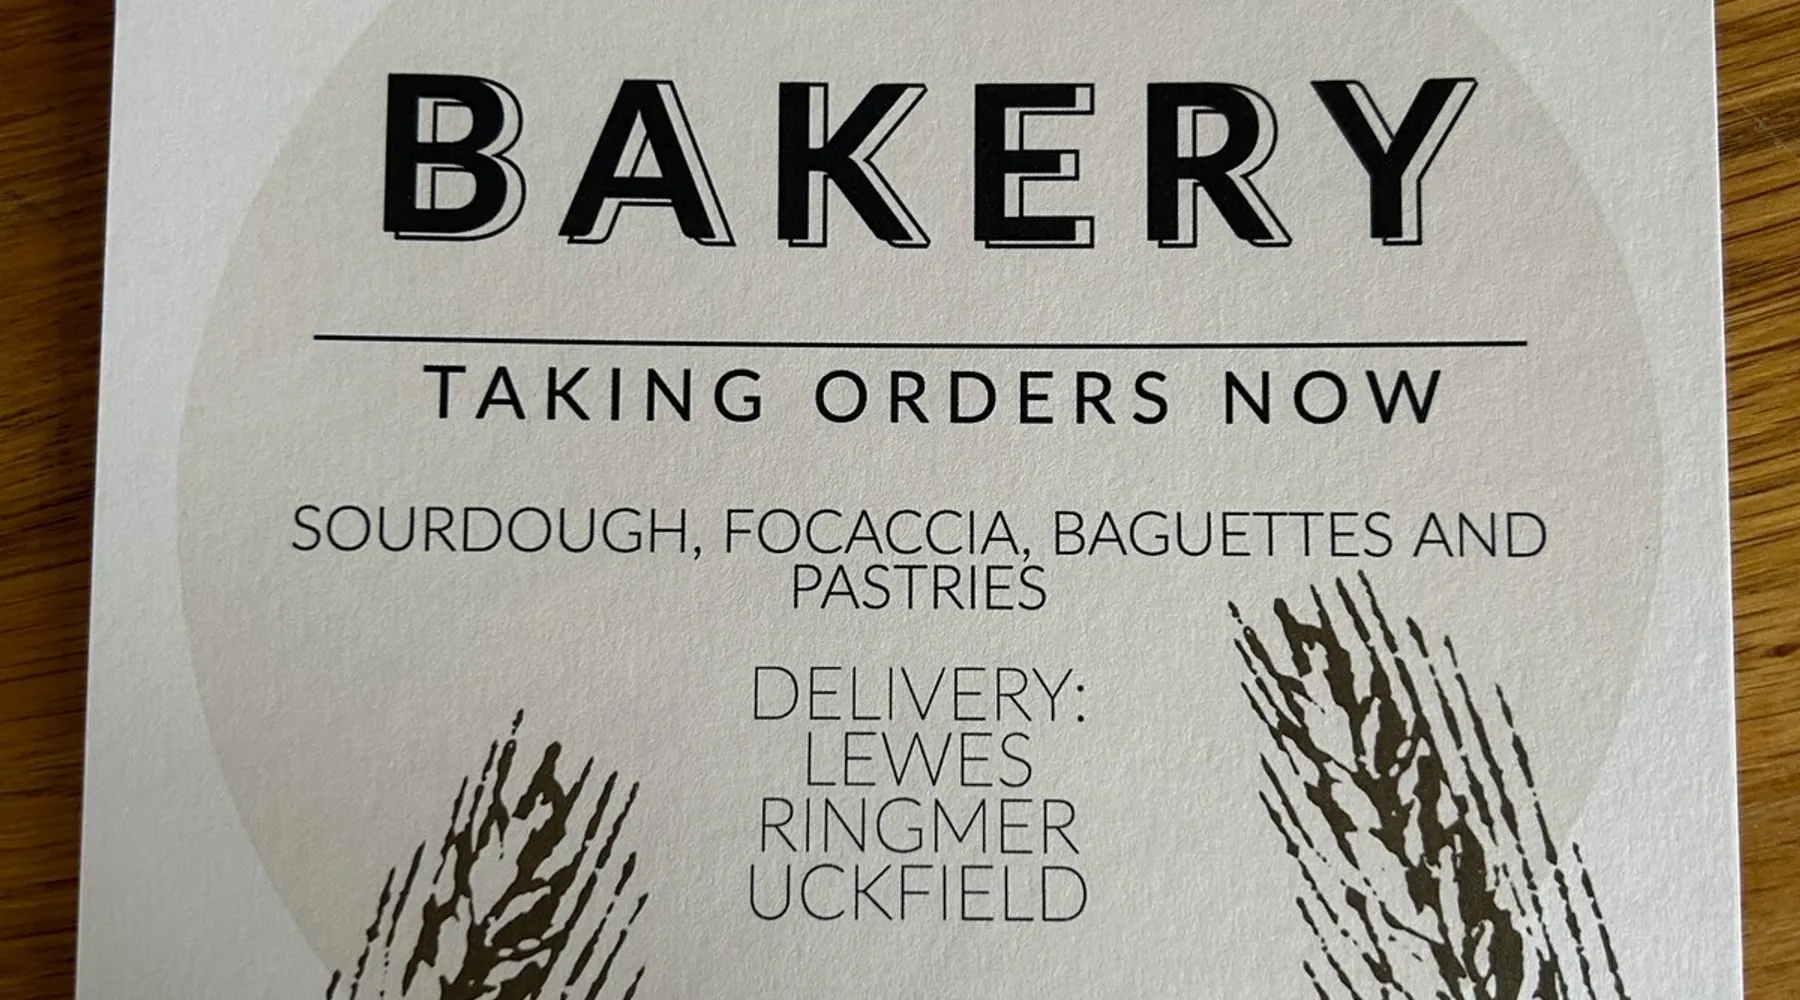 BAKERY
TAKING ORDERS NOW
SOURDOUGH, FOCACCIA, BAGUETTES AND
PASTRIES
DELIVERY:
LEWES
RINGMER
UCKFIELD